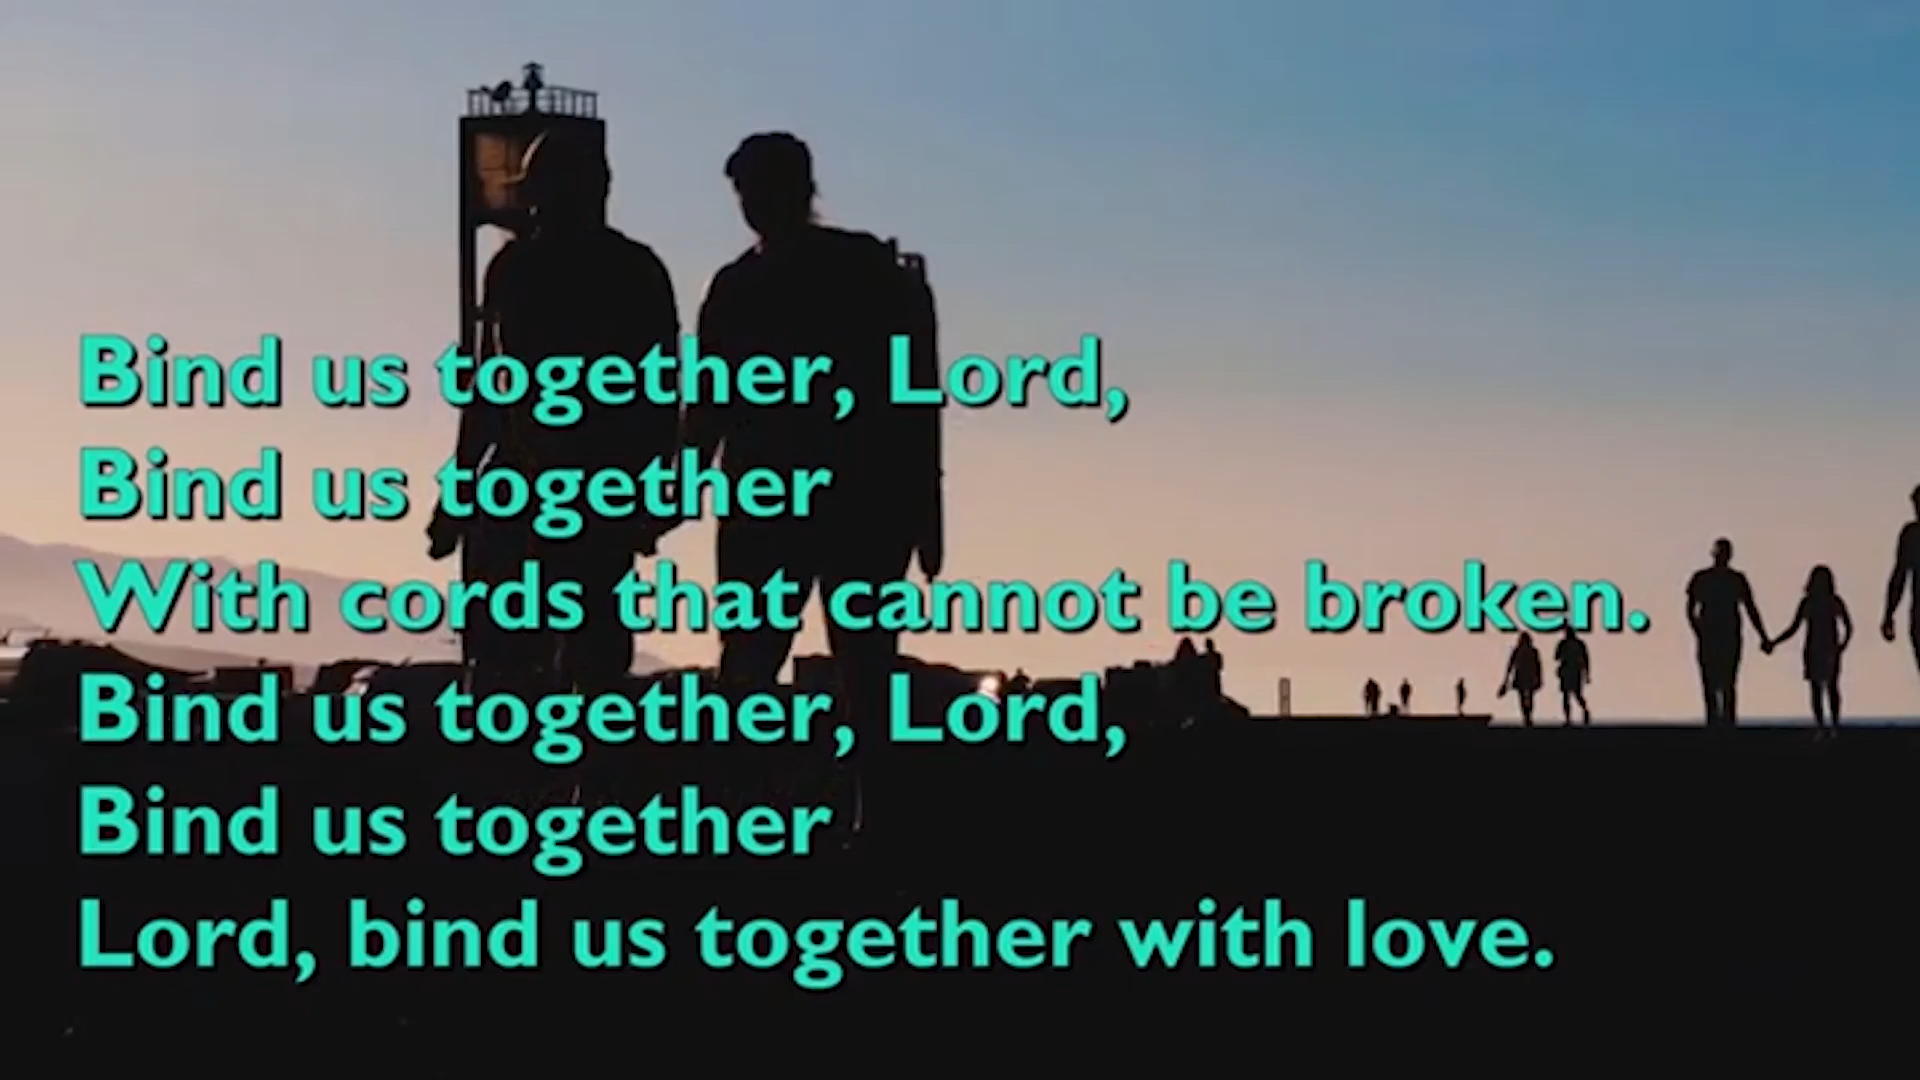 Bind us together, Lord,
Bind us together
With cords that cannot be broken.
Bind us together, Lord,
Bind us together
Lord, bind us together with love.